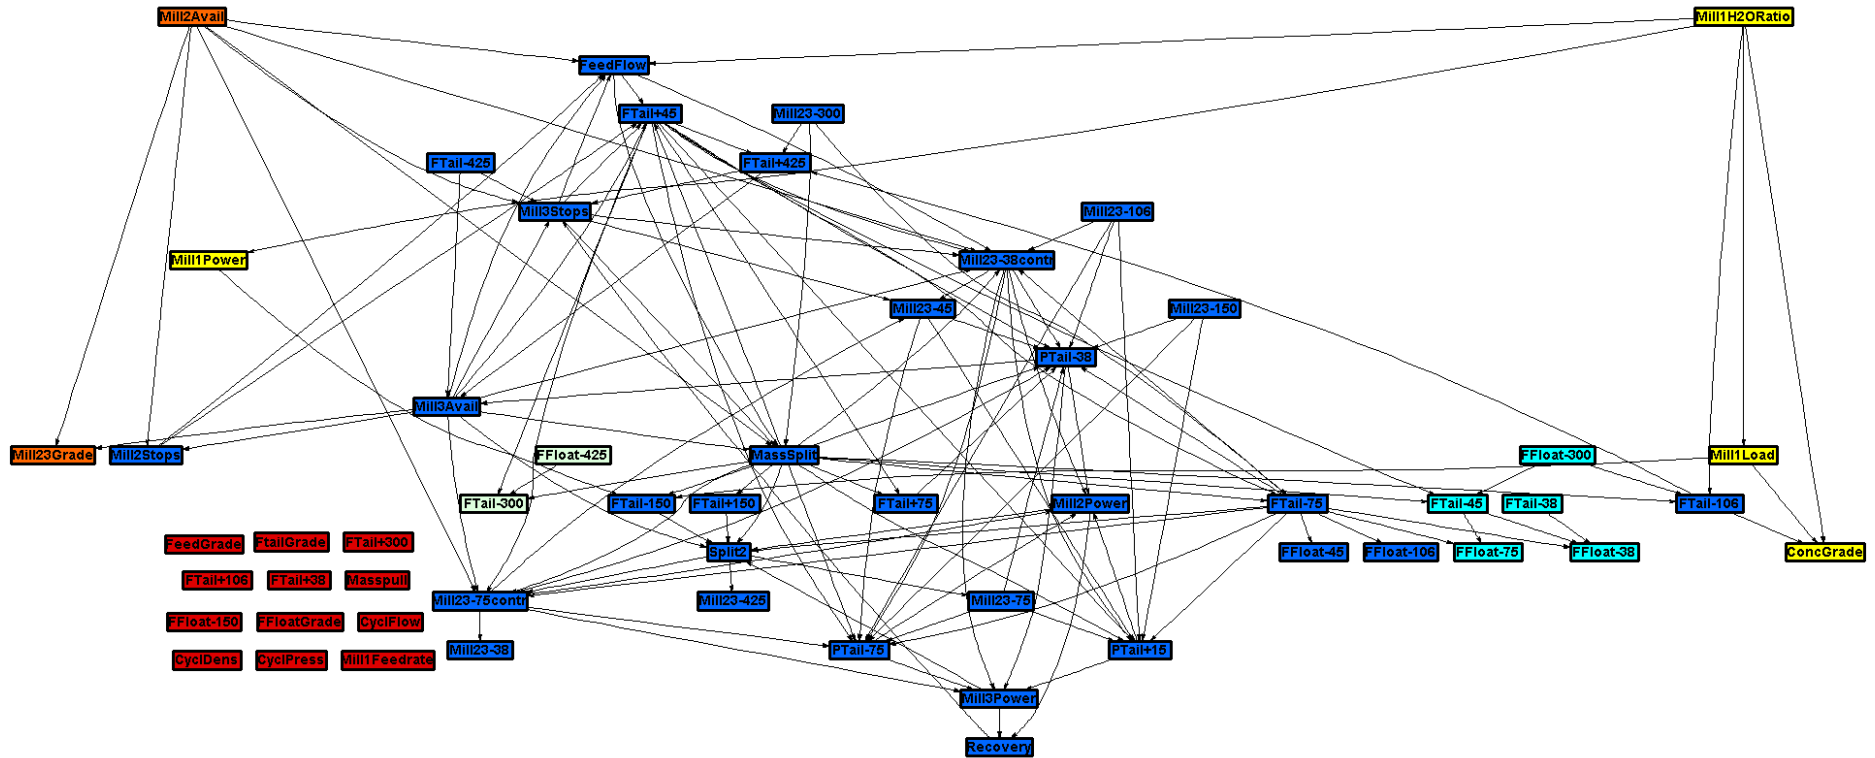 Mill2Avail
Mill1H2ORatio
FeedFlow
FTail+45
Mill23-300
FTail-425
FTail+425
Mill3Stops
Mill23-106
Mill1Power
Mill23-38contr
Mill23-45
Mill23-150
PTail-38
Mill3Avail
Mill23Grade
Mill2Stops
FFloat-425
MassSplit
FFloat-300
Mill1Load
FTail-300
FTail-150
FTail+150
FTail+75
Mill2Power
FTail-75
FTail-45
FTail-38
FTail-106
FeedGrade
FtailGrade
FTail+300
Split2
FFloat-45
FFloat-106
FFloat-75
FFloat-38
ConcGrade
FTail+106
FTail+38
Masspull
Mill23-75contr
Mill23-425
Mill23-75
FFloat-150
FFloatGrade
CyclFlow
Mill23-38
PTail-75
PTail+15
CyclDens
CyclPress
Mill1Feedrate
Mill3Power
Recovery